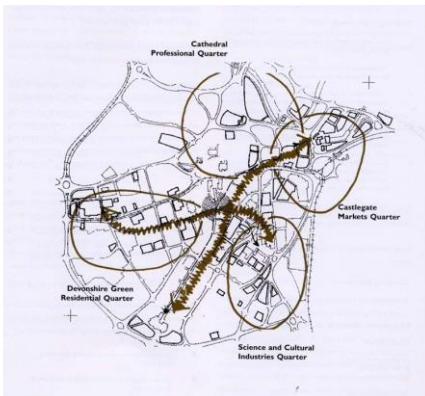 Cathedral
Professional Quarter
Castlegate
Markets Quarter
Devonshire Green
Residential Quarter
Science and Cultural
Industries Quarter